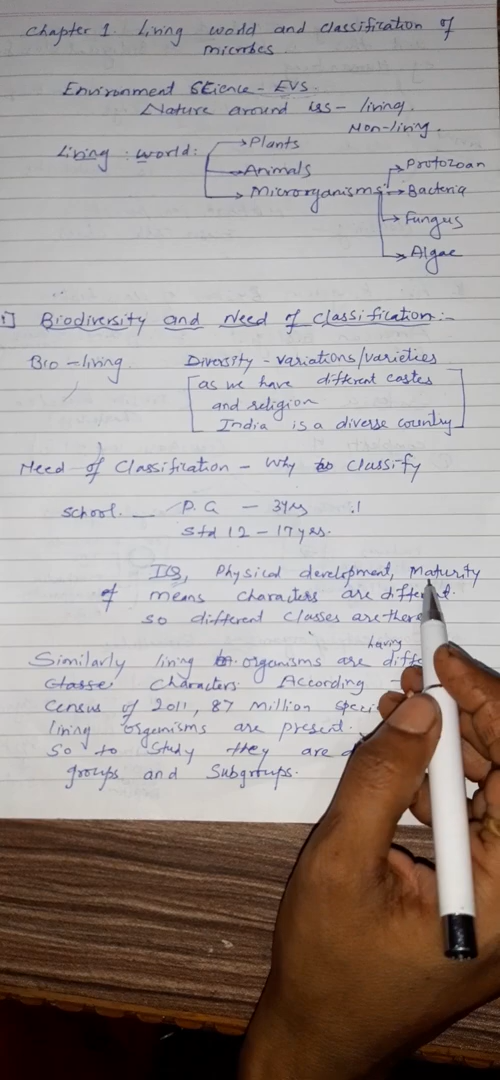 Chapter 1. Living world and classification of
microbes
Environment Science - EVS.
Nature around us - living.
Non-living.
Living world: → Plants
→ Animals
→ Microorganisms: → Protozoan
→ Bacteria
→ Fungus
→ Algae
1] Biodiversity and Need of classification:-
Bio - living Diversity - variations/varieties
[as we have different castes
and religion
India is a diverse country]
Need of Classification - Why to classify
School. — P.G - 3yrs
Std 12 - 17 yrs.
IQ, Physical development, Maturity
of means characters are
so different classes are there
having
Similarly living organisms are
Classe characters. According
Census of 2011, 87 million
living organisms are present.
So to study they are
groups and Subgroups.